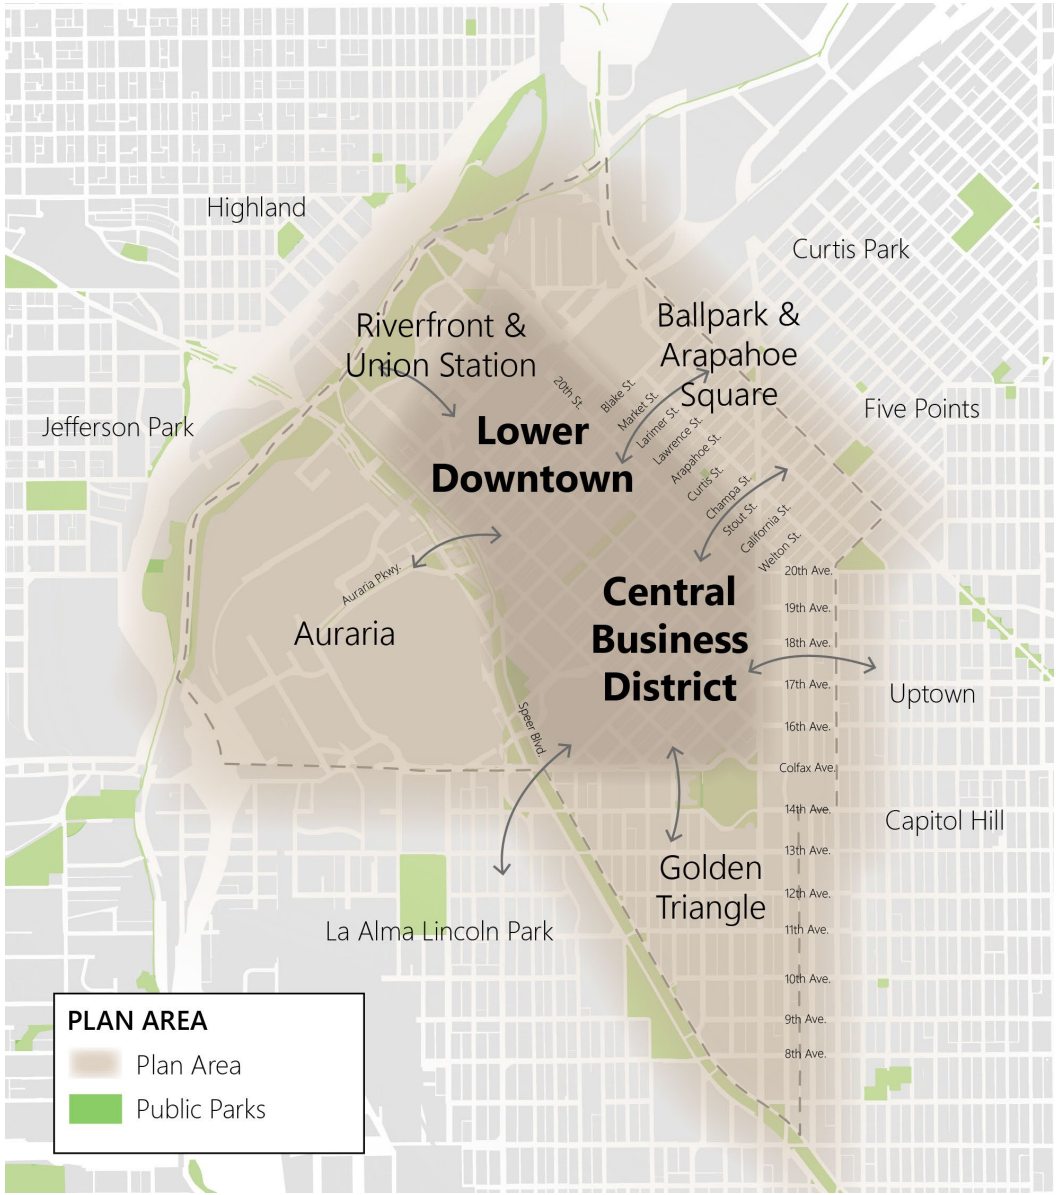 Highland
Curtis Park
Riverfront &
Union Station
Ballpark &
Arapahoe
Square
Jefferson Park
Five Points
20th St.
Blake St.
Market St.
Larimer St.
Lawrence St.
Arapahoe St.
Curtis St.
Champa St.
Stout St.
California St.
Welton St.
Lower
Downtown
Auraria Pkwy.
Auraria
Central
Business
District
20th Ave.
19th Ave.
18th Ave.
17th Ave.
16th Ave.
Colfax Ave.
14th Ave.
13th Ave.
12th Ave.
11th Ave.
10th Ave.
9th Ave.
8th Ave.
Uptown
Speer Blvd
Capitol Hill
Golden
Triangle
La Alma Lincoln Park
PLAN AREA
Plan Area
Public Parks